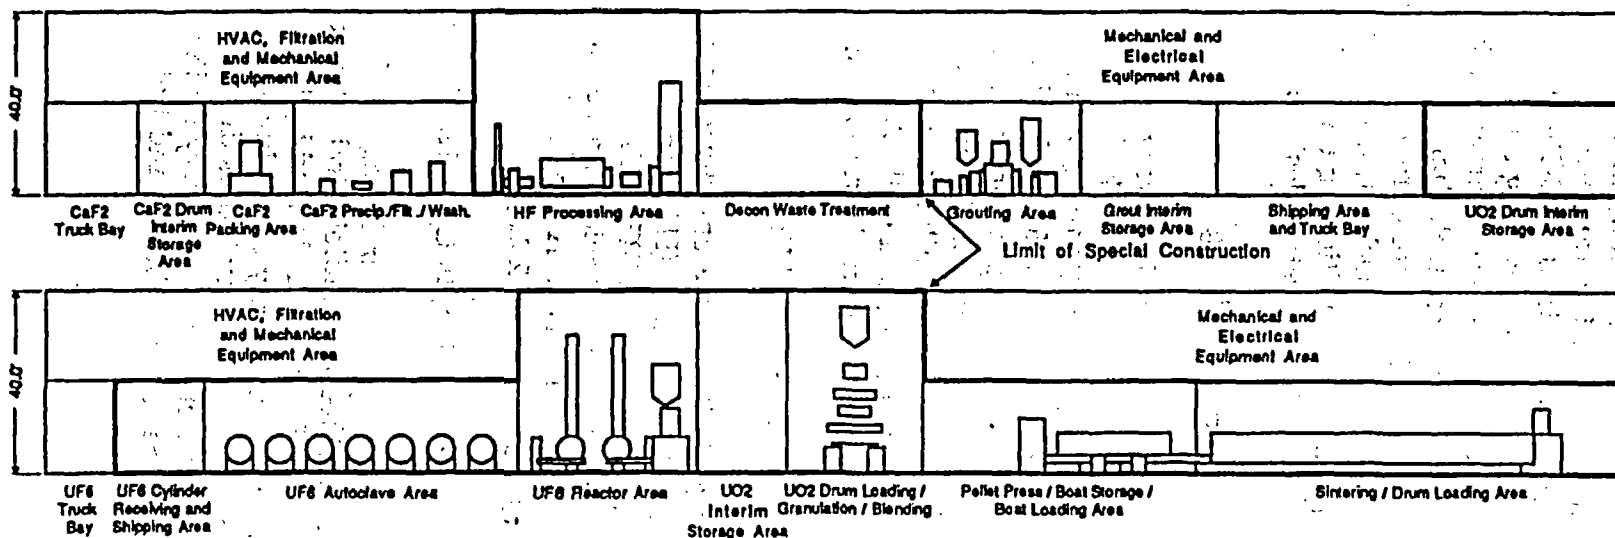 HVAC, Filtration
and Mechanical
Equipment Area
Mechanical and
Electrical
Equipment Area
40.0'
CaF2
Truck Bay
CaF2 Drum
Interim
Storage
Area
CaF2
Packing Area
CaF2 Precip./Filt./Wash.
HF Processing Area
Decon Waste Treatment
Grouting Area
Grout Interim
Storage Area
Shipping Area
and Truck Bay
UO2 Drum Interim
Storage Area
Limit of Special Construction
HVAC, Filtration
and Mechanical
Equipment Area
Mechanical and
Electrical
Equipment Area
40.0'
UF6
Truck
Bay
UF6 Cylinder
Receiving and
Shipping Area
UF6 Autoclave Area
UF6 Reactor Area
UO2
Interim
Storage Area
UO2 Drum Loading /
Granulation / Blending
Pellet Press / Boat Storage /
Boat Loading Area
Sintering / Drum Loading Area